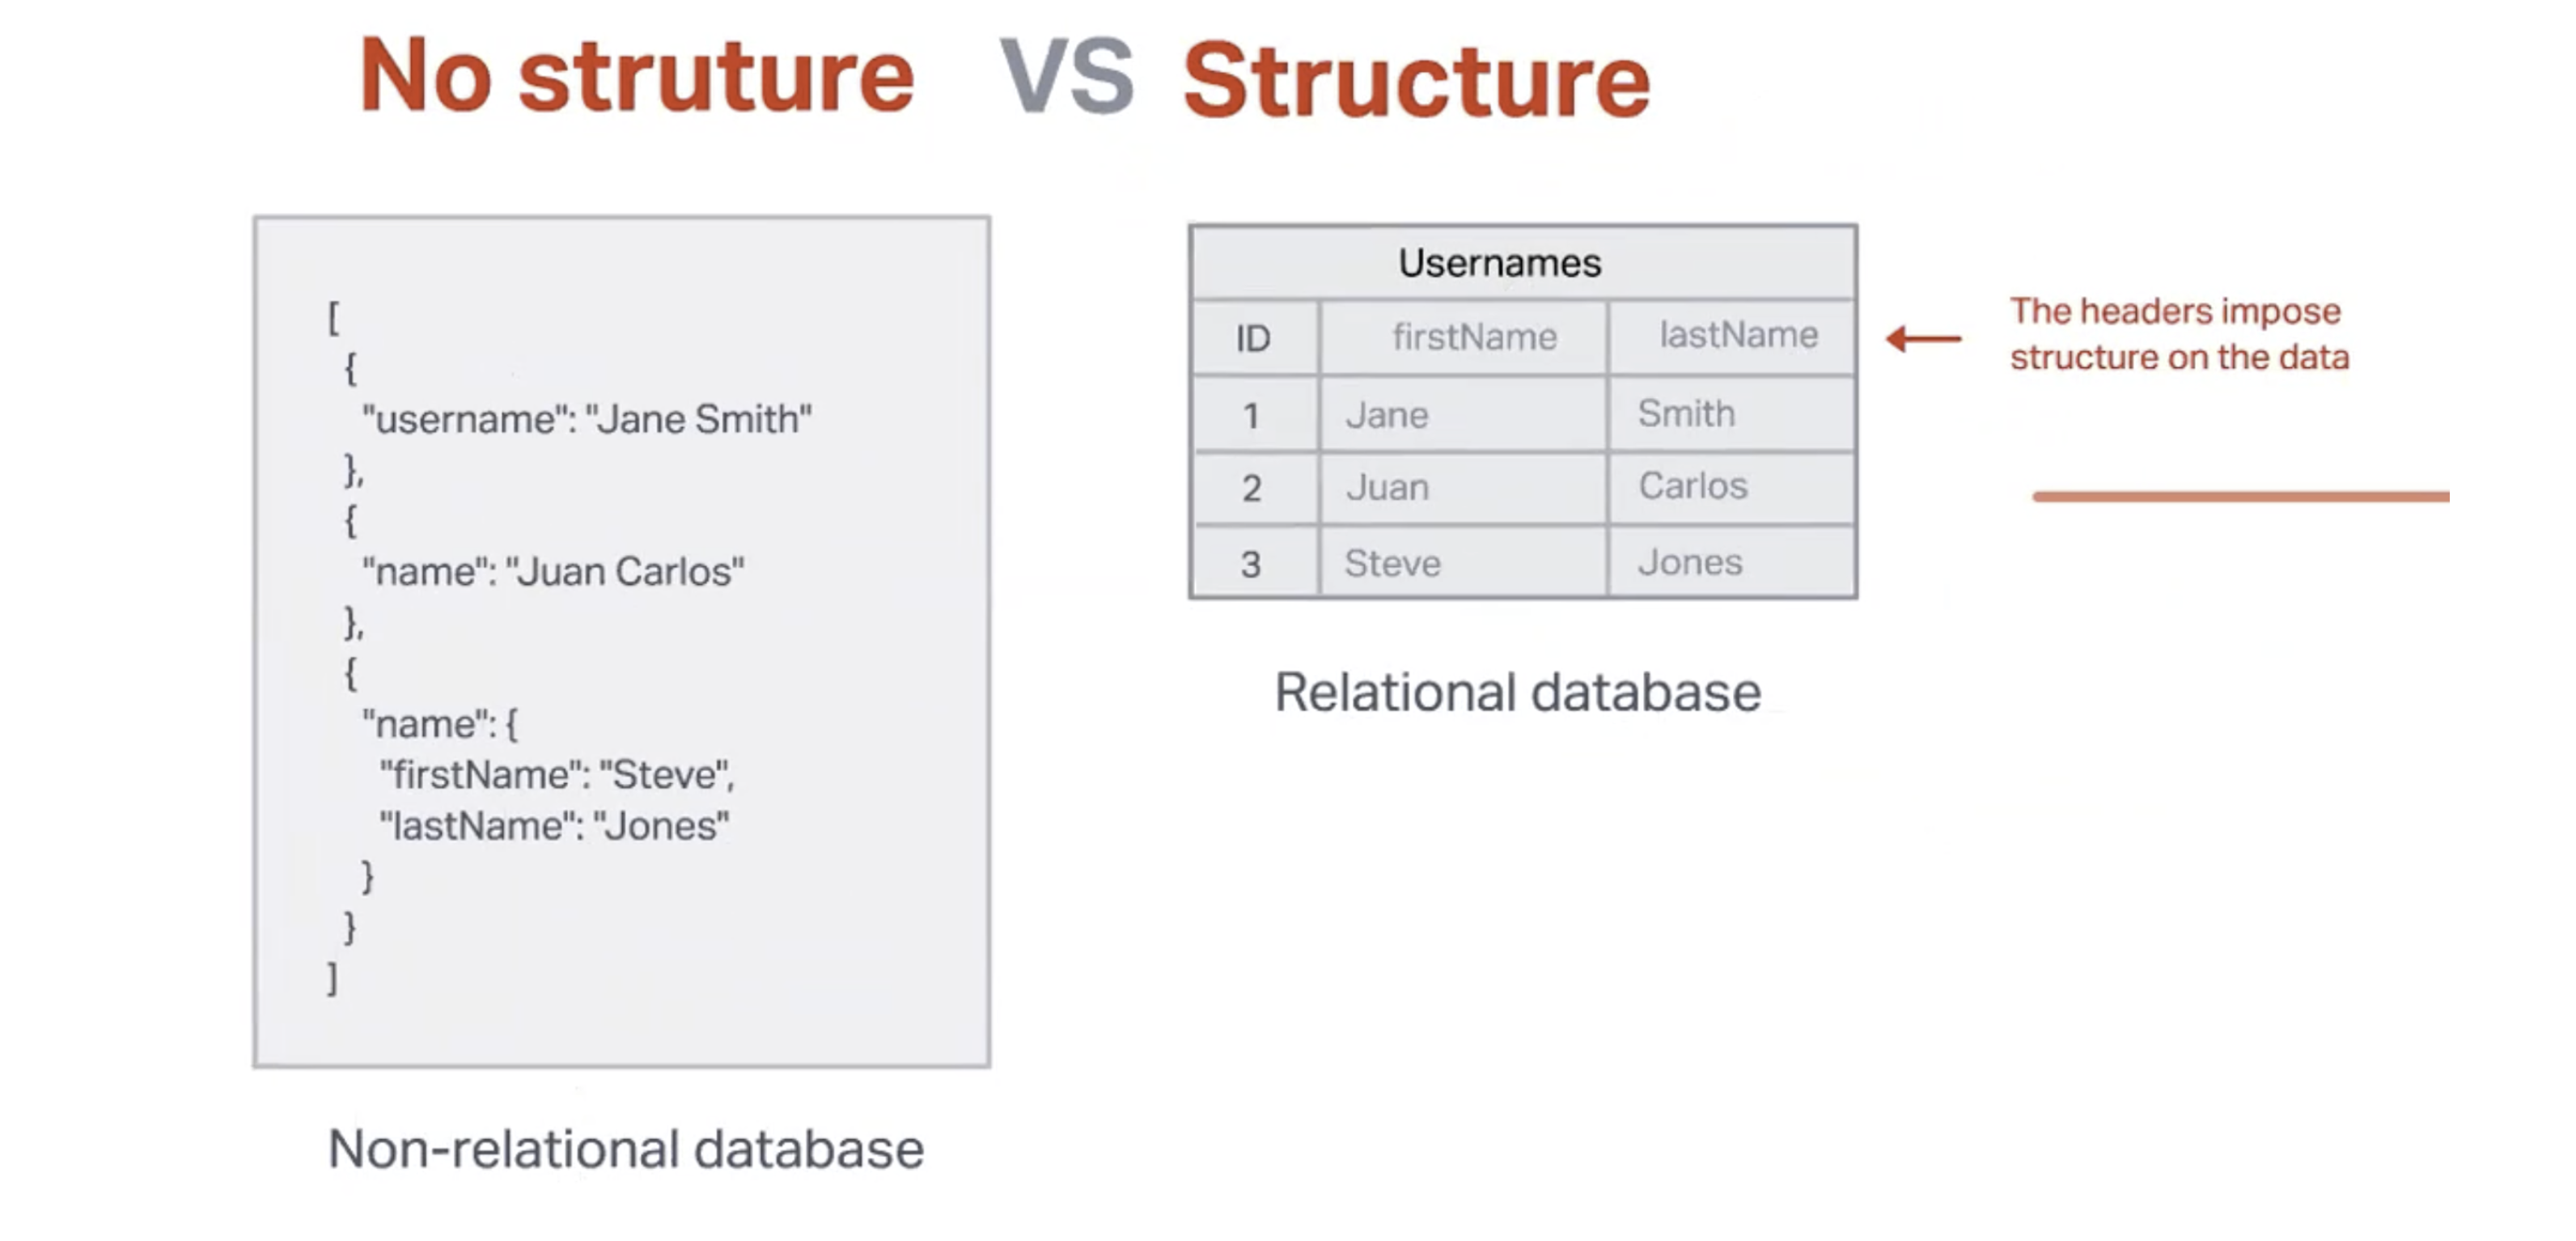 No struture VS Structure
[
{
"username": "Jane Smith"
},
{
"name": "Juan Carlos"
},
{
"name": {
"firstName": "Steve",
"lastName": "Jones"
}
}
]
Non-relational database
Usernames
ID firstName lastName
1 Jane Smith
2 Juan Carlos
3 Steve Jones
Relational database
The headers impose
structure on the data